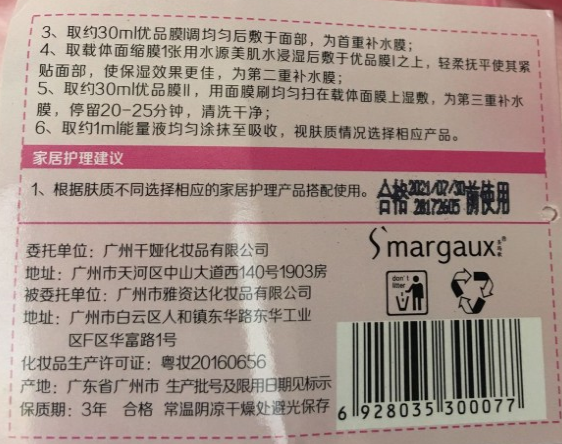 3、取约30ml优品膜I调均匀后敷于面部，为首重补水膜；
4、取载体面缩膜1张用水源美肌水浸湿后敷于优品膜I之上，轻柔抚平使其紧
贴面部，使保湿效果更佳，为第二重补水膜；
5、取约30ml优品膜II，用面膜刷均匀扫在载体面膜上湿敷，为第三重补水
膜，停留20-25分钟，清洗干净；
6、取约1ml能量液均匀涂抹至吸收，视肤质情况选择相应产品。
家居护理建议
1、根据肤质不同选择相应的家居护理产品搭配使用。
合格2021/07/30前使用
委托单位：广州千娅化妆品有限公司
地址：广州市天河区中山大道西140号1903房
被委托单位：广州市雅资达化妆品有限公司
地址：广州市白云区人和镇东华路东华工业
区F区华富路1号
化妆品生产许可证：粤妆20160656
产地：广东省广州市 生产批号及限用日期见标示
保质期：3年 合格 常温阴凉干燥处避光保存
S'margaux®
don't
litter
6 928035 300077